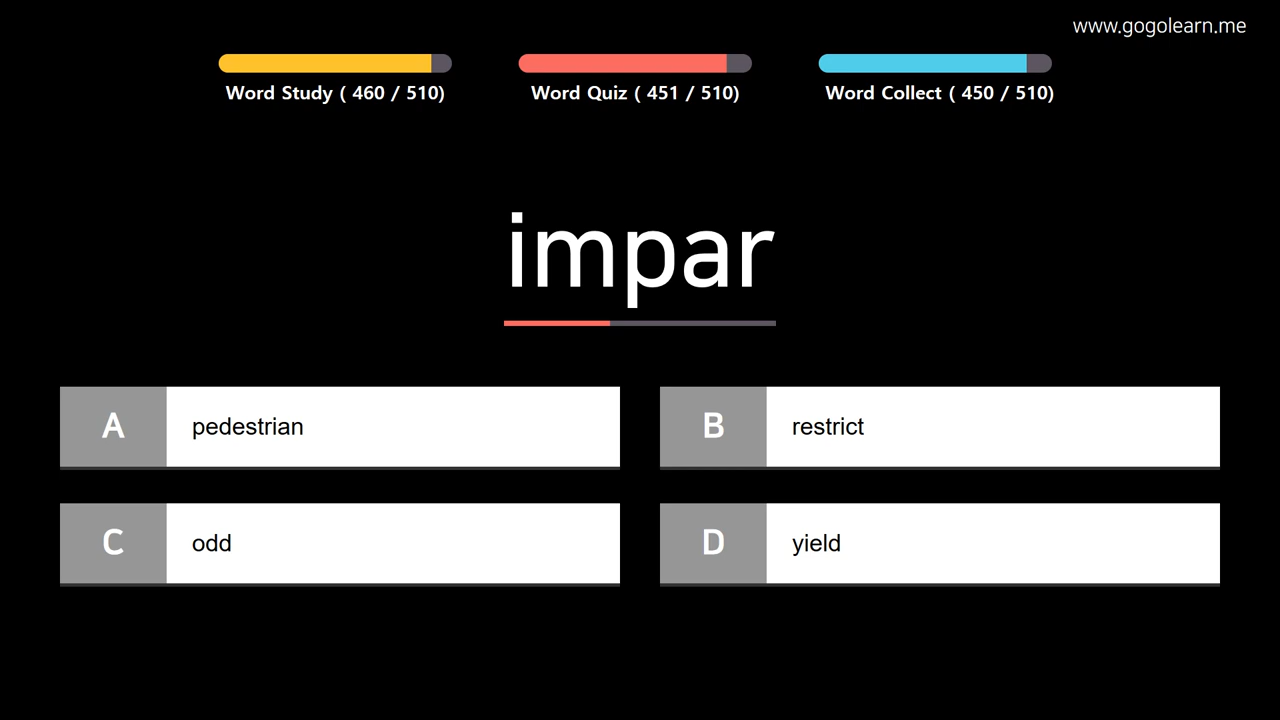 www.gogolearn.me
Word Study ( 460 / 510)
Word Quiz ( 451 / 510)
Word Collect ( 450 / 510)
impar
A pedestrian
B restrict
C odd
D yield